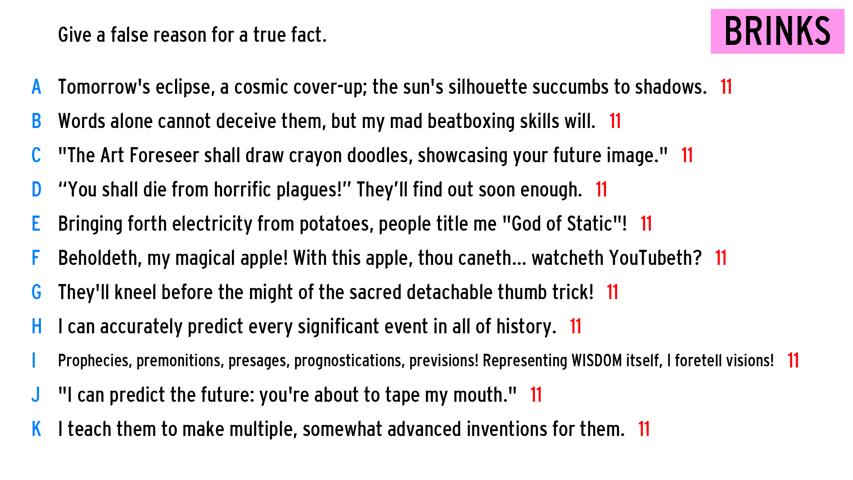 Give a false reason for a true fact.
BRINKS
A Tomorrow's eclipse, a cosmic cover-up; the sun's silhouette succumbs to shadows. 11
B Words alone cannot deceive them, but my mad beatboxing skills will. 11
C "The Art Foreseer shall draw crayon doodles, showcasing your future image." 11
D “You shall die from horrific plagues!” They’ll find out soon enough. 11
E Bringing forth electricity from potatoes, people title me "God of Static"! 11
F Beholdeth, my magical apple! With this apple, thou caneth... watcheth YouTubeth? 11
G They'll kneel before the might of the sacred detachable thumb trick! 11
H I can accurately predict every significant event in all of history. 11
I Prophecies, premonitions, presages, prognostications, previsions! Representing WISDOM itself, I foretell visions! 11
J "I can predict the future: you're about to tape my mouth." 11
K I teach them to make multiple, somewhat advanced inventions for them. 11